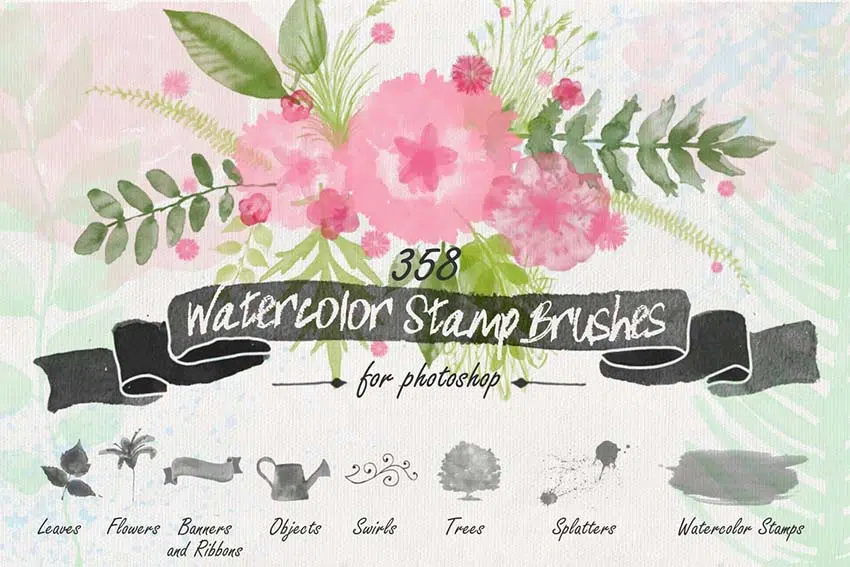 358
Watercolor Stamp Brushes
for photoshop
Leaves
Flowers
Banners
and Ribbons
Objects
Swirls
Trees
Splatters
Watercolor Stamps